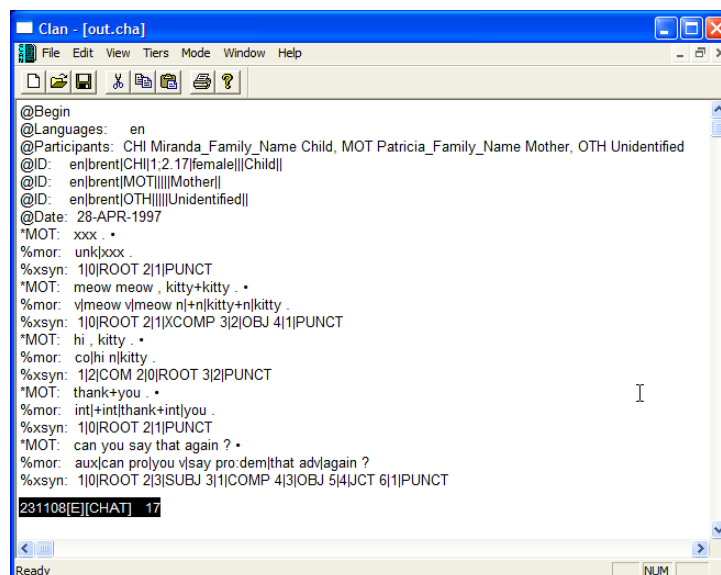 Clan - [out.cha]
File Edit View Tiers Mode Window Help
@Begin
@Languages: en
@Participants: CHI Miranda_Family_Name Child, MOT Patricia_Family_Name Mother, OTH Unidentified
@ID: en|brent|CHI|1;2.17|female|||Child||
@ID: en|brent|MOT|||||Mother||
@ID: en|brent|OTH|||||Unidentified||
@Date: 28-APR-1997
*MOT: xxx . •
%mor: unk|xxx .
%xsyn: 1|0|ROOT 2|1|PUNCT
*MOT: meow meow , kitty+kitty . •
%mor: v|meow v|meow n|+n|kitty+n|kitty .
%xsyn: 1|0|ROOT 2|1|XCOMP 3|2|OBJ 4|1|PUNCT
*MOT: hi , kitty . •
%mor: co|hi n|kitty .
%xsyn: 1|2|COM 2|0|ROOT 3|2|PUNCT
*MOT: thank+you . •
%mor: int|+int|thank+int|you .
%xsyn: 1|0|ROOT 2|1|PUNCT
*MOT: can you say that again ? •
%mor: aux|can pro|you v|say pro:dem|that adv|again ?
%xsyn: 1|0|ROOT 2|3|SUBJ 3|1|COMP 4|3|OBJ 5|4|JCT 6|1|PUNCT
231108[E][CHAT] 17
Ready NUM